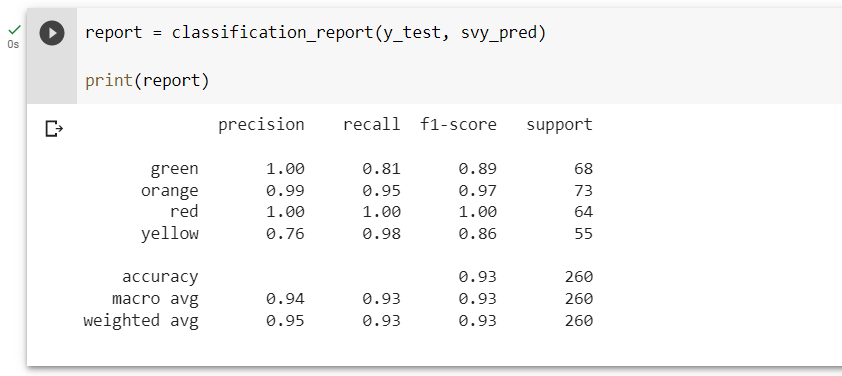 report = classification_report(y_test, svy_pred)
print(report)
0s
precision recall f1-score support
green 1.00 0.81 0.89 68
orange 0.99 0.95 0.97 73
red 1.00 1.00 1.00 64
yellow 0.76 0.98 0.86 55
accuracy 0.93 260
macro avg 0.94 0.93 0.93 260
weighted avg 0.95 0.93 0.93 260